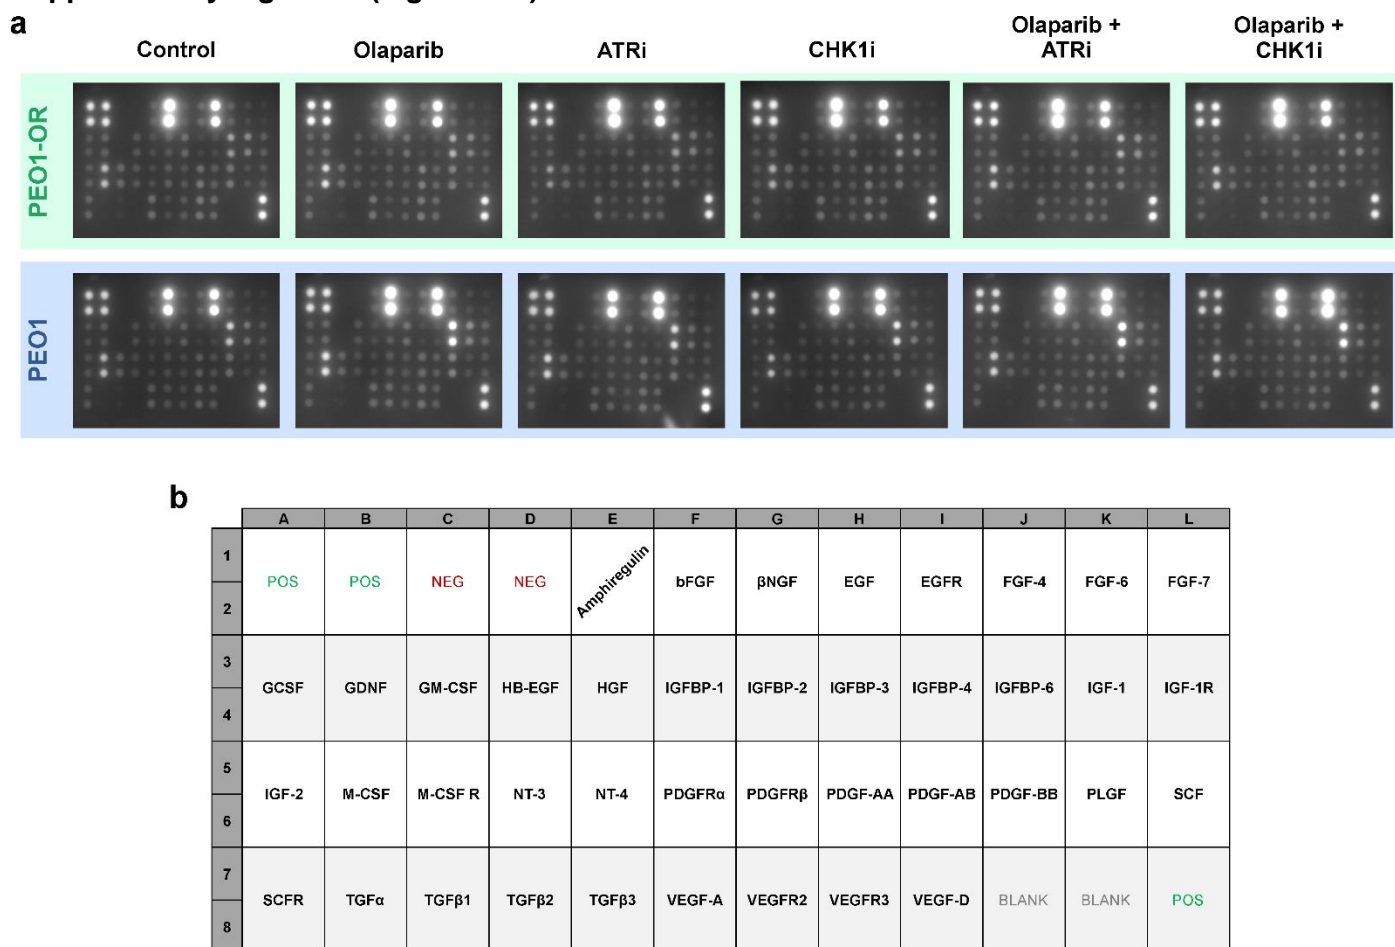 a
Control
Olaparib
ATRi
CHK1i
Olaparib +
ATRi
Olaparib +
CHK1i
PEO1-OR
PEO1
b
A B C D E F G H I J K L
1
2
POS POS NEG NEG Amphiregulin bFGF βNGF EGF EGFR FGF-4 FGF-6 FGF-7
3
4
GCSF GDNF GM-CSF HB-EGF HGF IGFBP-1 IGFBP-2 IGFBP-3 IGFBP-4 IGFBP-6 IGF-1 IGF-1R
5
6
IGF-2 M-CSF M-CSF R NT-3 NT-4 PDGFRα PDGFRβ PDGF-AA PDGF-AB PDGF-BB PLGF SCF
7
8
SCFR TGFα TGFβ1 TGFβ2 TGFβ3 VEGF-A VEGFR2 VEGFR3 VEGF-D BLANK BLANK POS